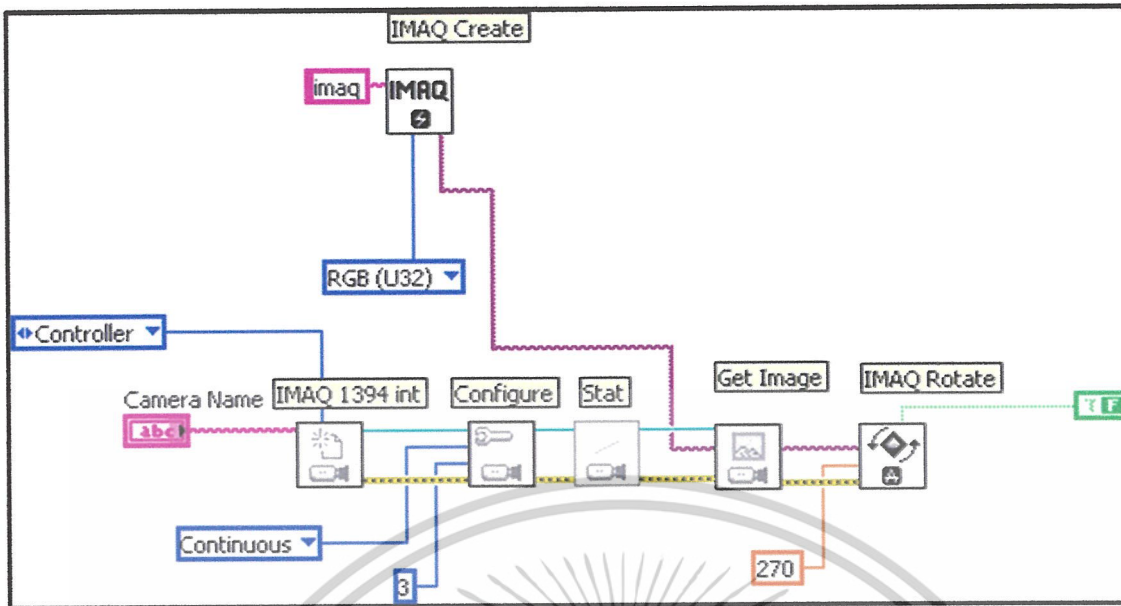 IMAQ Create
imaq
IMAQ
RGB (U32)
Controller
Camera Name
IMAQ 1394 int
Configure
Stat
Get Image
IMAQ Rotate
abc
F
Continuous
3
270